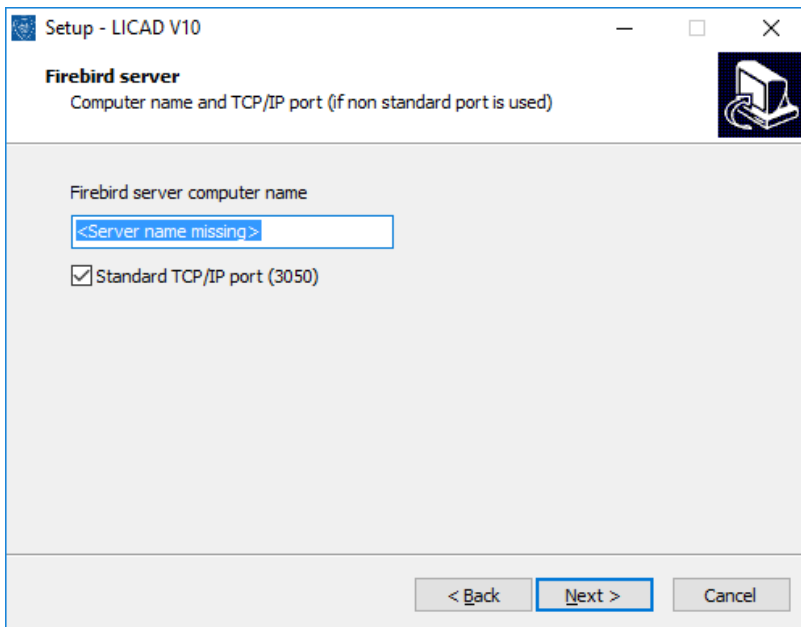 Setup - LICAD V10
Firebird server
Computer name and TCP/IP port (if non standard port is used)
Firebird server computer name
<Server name missing>
Standard TCP/IP port (3050)
< Back
Next >
Cancel